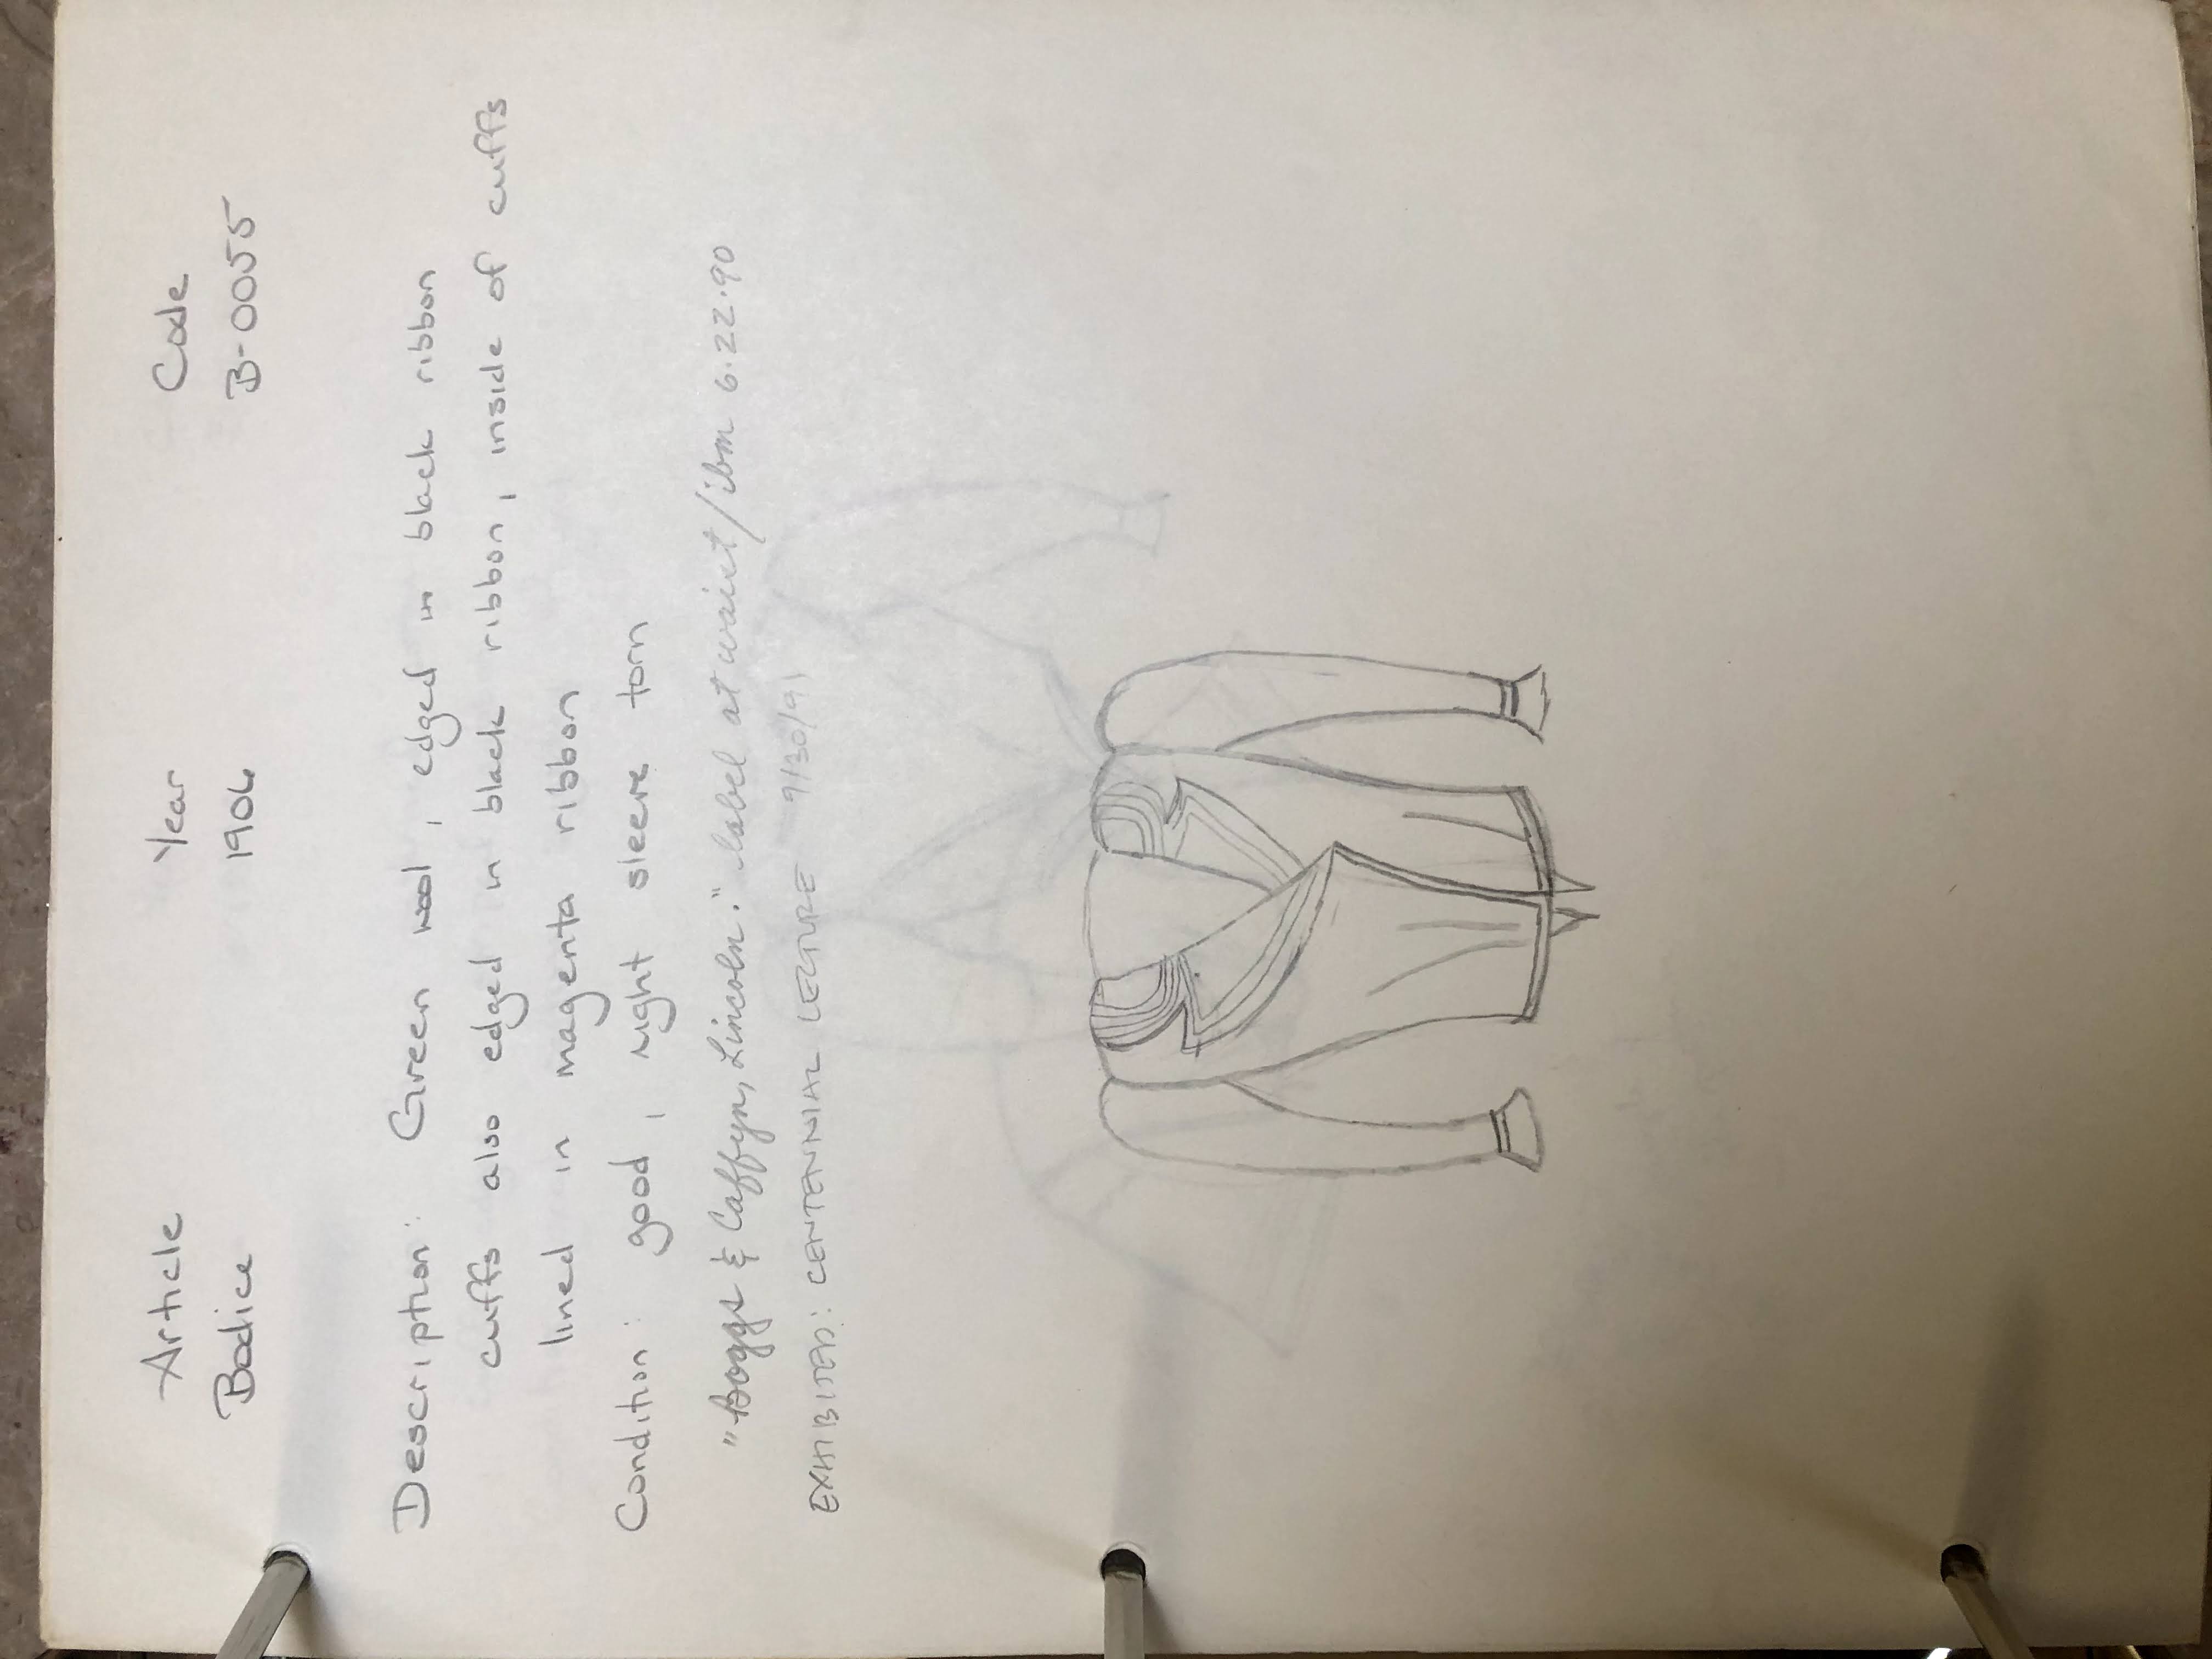 Article Year Code
Bodice 1906 B-0055
Description: Green wool, edged in black ribbon
cuffs also edged in black ribbon, inside of cuffs
lined in magenta ribbon
Condition: good, right sleeve torn
"Boggs & Caffyn, Lincoln." label at waist/ibm 6.22.90
EXHIBITED: CENTENNIAL LECTURE 9/30/91